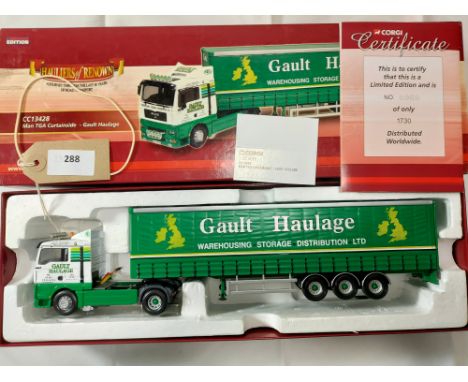 EDITION
HAULIERS of RENOWN
CC13428
Man TGA Curtainside - Gault Haulage
288
Gault Haulage
WAREHOUSING STORAGE
CORGI
Certificate
This is to certify
that this is a
Limited Edition and is
NO
of only
1730
Distributed
Worldwide.
Gault Haulage
WAREHOUSING STORAGE DISTRIBUTION LTD
GAULT
HAULAGE